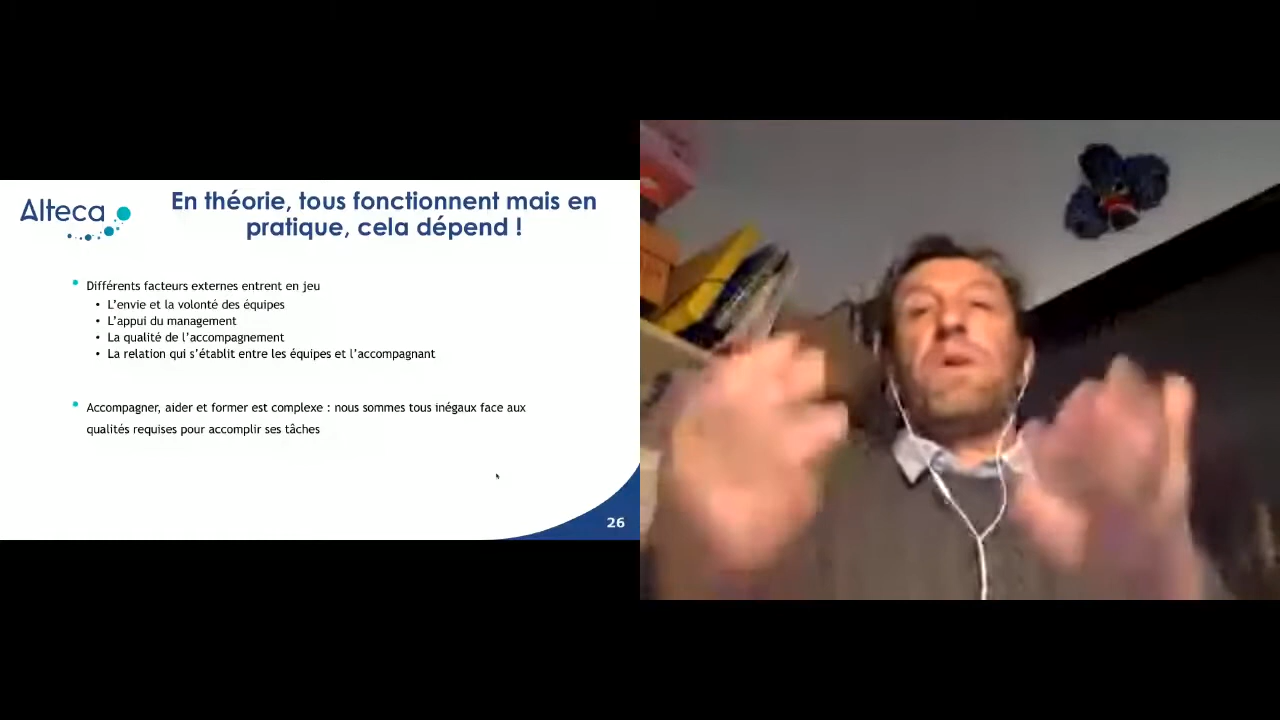 Alteca
En théorie, tous fonctionnent mais en
pratique, cela dépend !
Différents facteurs externes entrent en jeu
• L'envie et la volonté des équipes
• L'appui du management
• La qualité de l'accompagnement
• La relation qui s'établit entre les équipes et l'accompagnant
Accompagner, aider et former est complexe : nous sommes tous inégaux face aux
qualités requises pour accomplir ses tâches
26